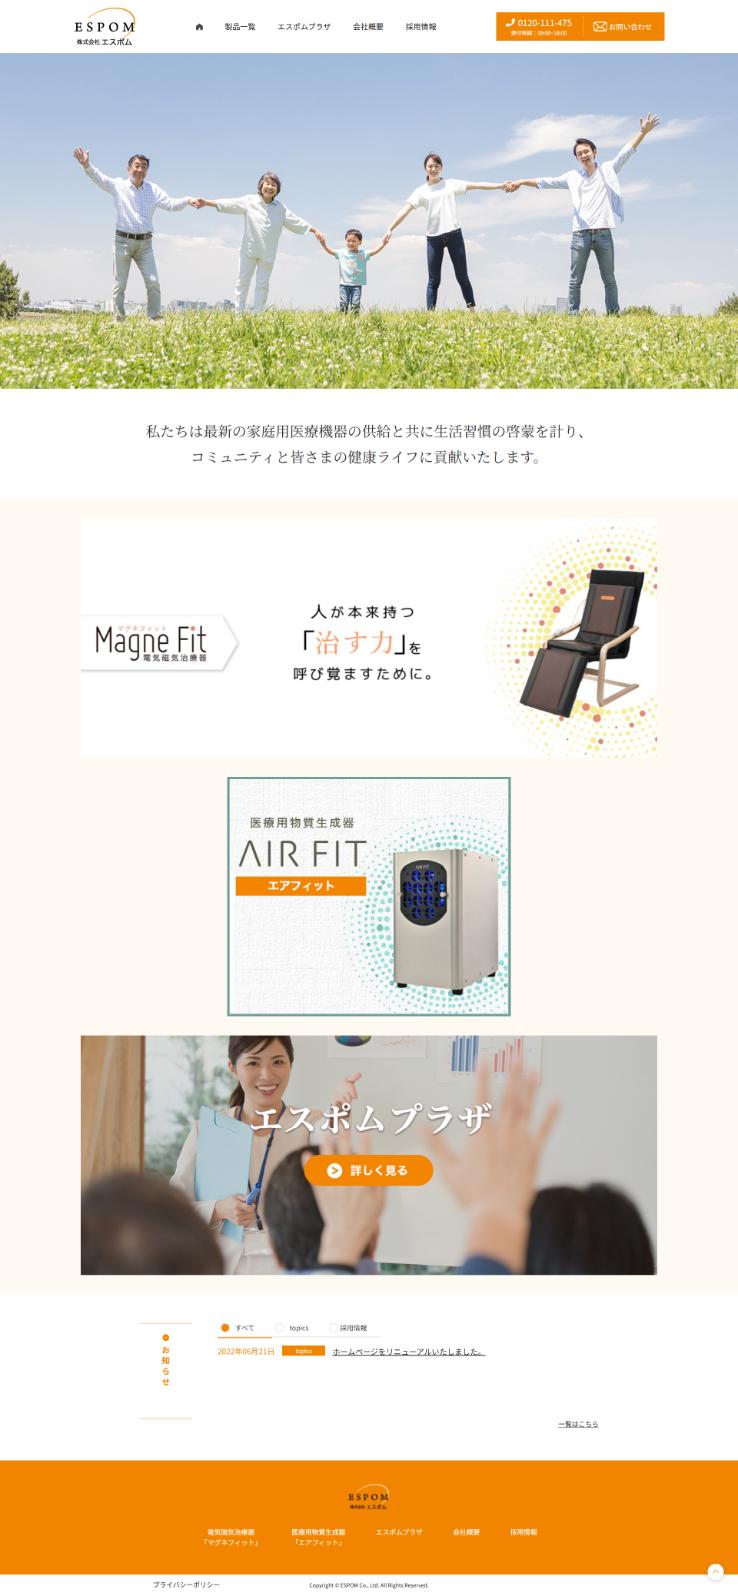 ESPOM
株式会社 エスポム
製品一覧
エスポムプラザ
会社概要
採用情報
0120-111-475
受付時間：09:00~18:00
お問い合わせ
私たちは最新の家庭用医療機器の供給と共に生活習慣の啓蒙を計り、
コミュニティと皆さまの健康ライフに貢献いたします。
マグネフィット
Magne Fit
電気磁気治療器
人が本来持つ
「治す力」を
呼び覚ますために。
医療用物質生成器
AIR FIT
エアフィット
AIR FIT
エスポムプラザ
詳しく見る
お知らせ
すべて
topics
採用情報
2022年06月21日 topics ホームページをリニューアルいたしました。
一覧はこちら
ESPOM
株式会社 エスポム
電気磁気治療器
「マグネフィット」
医療用物質生成器
「エアフィット」
エスポムプラザ
会社概要
採用情報
プライバシーポリシー
Copyright © ESPOM Co., Ltd. All Rights Reserved.